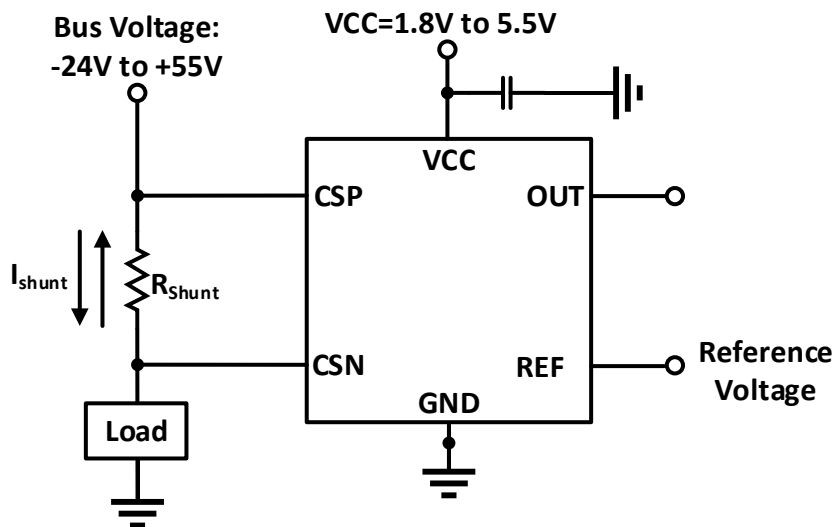 Bus Voltage:
-24V to +55V
VCC=1.8V to 5.5V
VCC
CSP
OUT
Ishunt
RShunt
CSN
REF
Reference
Voltage
GND
Load